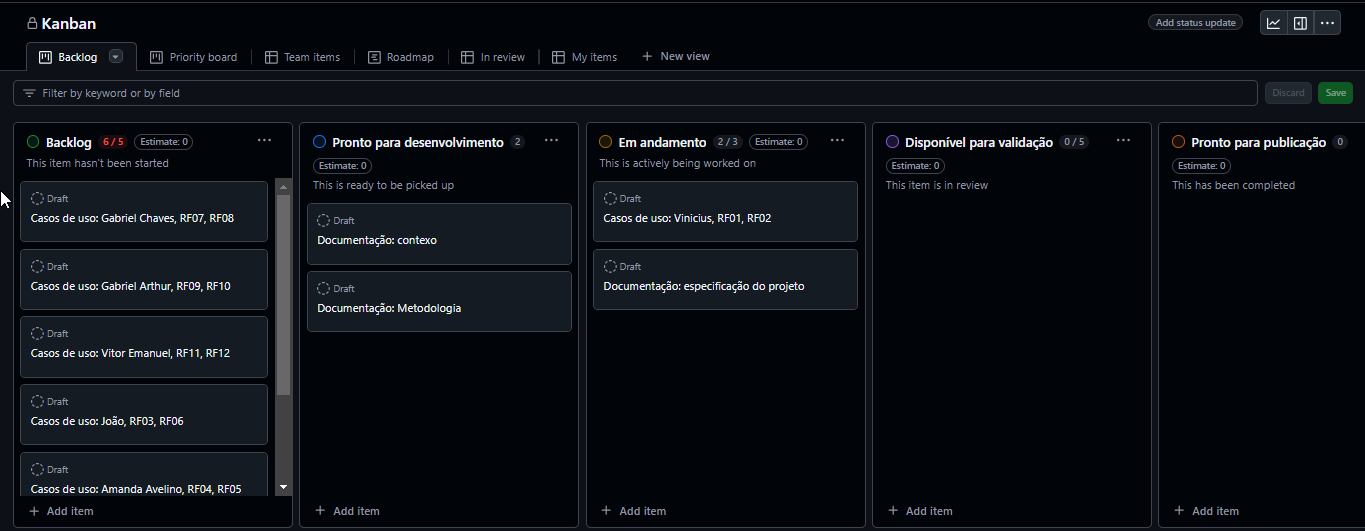 Kanban
Add status update
Backlog
Priority board
Team items
Roadmap
In review
My items
New view
Filter by keyword or by field
Discard
Save
Backlog 6 / 5 Estimate: 0
This item hasn't been started
Draft
Casos de uso: Gabriel Chaves, RF07, RF08
Draft
Casos de uso: Gabriel Arthur, RF09, RF10
Draft
Casos de uso: Vitor Emanuel, RF11, RF12
Draft
Casos de uso: João, RF03, RF06
Draft
Casos de uso: Amanda Avelino, RF04, RF05
Add item
Pronto para desenvolvimento 2
Estimate: 0
This is ready to be picked up
Draft
Documentação: contexo
Draft
Documentação: Metodologia
Add item
Em andamento 2 / 3 Estimate: 0
This is actively being worked on
Draft
Casos de uso: Vinicius, RF01, RF02
Draft
Documentação: especificação do projeto
Add item
Disponível para validação 0 / 5
Estimate: 0
This item is in review
Add item
Pronto para publicação 0
Estimate: 0
This has been completed
Add item